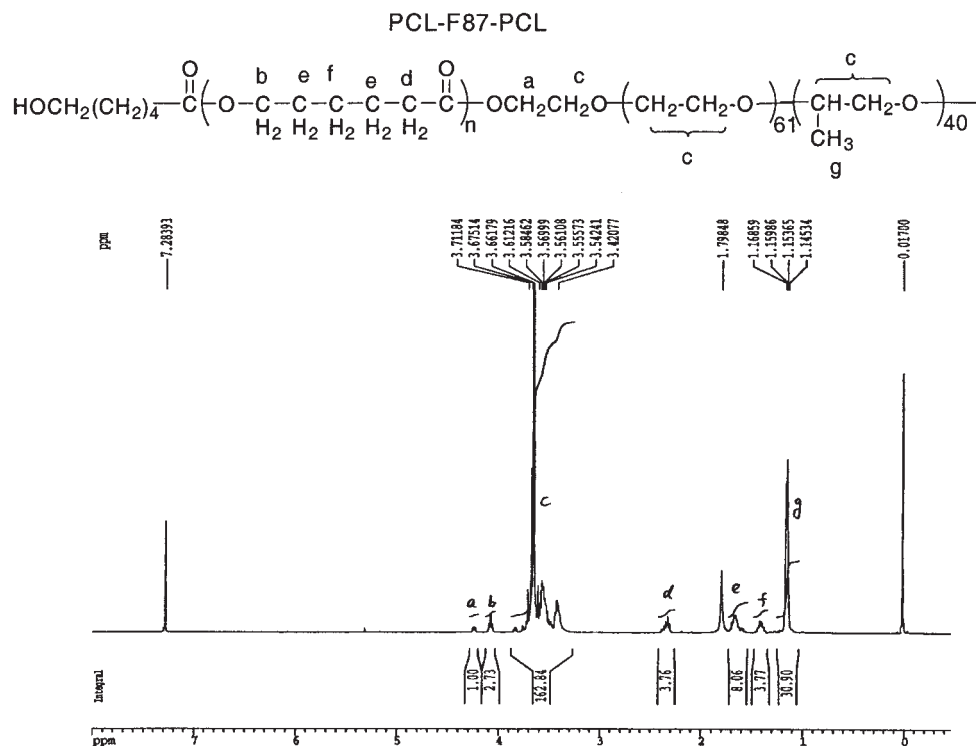 PCL-F87-PCL
b e f e d a c c
O O
HOCH₂(CH₂)₄—C(O—C—C—C—C—C—C)n—OCH₂CH₂O—(CH₂-CH₂-O)61—(CH-CH₂-O)40
H₂ H₂ H₂ H₂ H₂
CH₃
c
g
ppm
7.28393
3.71184
3.67514
3.66179
3.61216
3.58462
3.56999
3.56108
3.55573
3.54241
3.42077
1.79848
1.16859
1.15986
1.15365
1.14534
0.01700
c
g
a b d e f
Integral
1.00
2.73
162.84
3.76
8.06
3.77
30.90
ppm 7 6 5 4 3 2 1 0